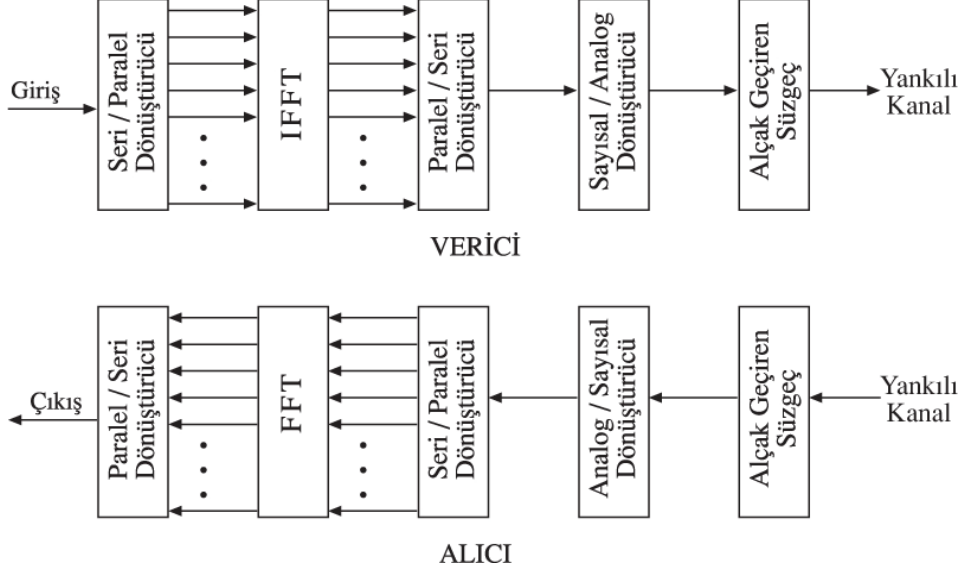 Giriş
Seri / Paralel
Dönüştürücü
IFFT
Paralel / Seri
Dönüştürücü
Sayısal / Analog
Dönüştürücü
Alçak Geçiren
Süzgeç
Yankılı
Kanal
VERİCİ
Çıkış
Paralel / Seri
Dönüştürücü
FFT
Seri / Paralel
Dönüştürücü
Analog / Sayısal
Dönüştürücü
Alçak Geçiren
Süzgeç
Yankılı
Kanal
ALICI